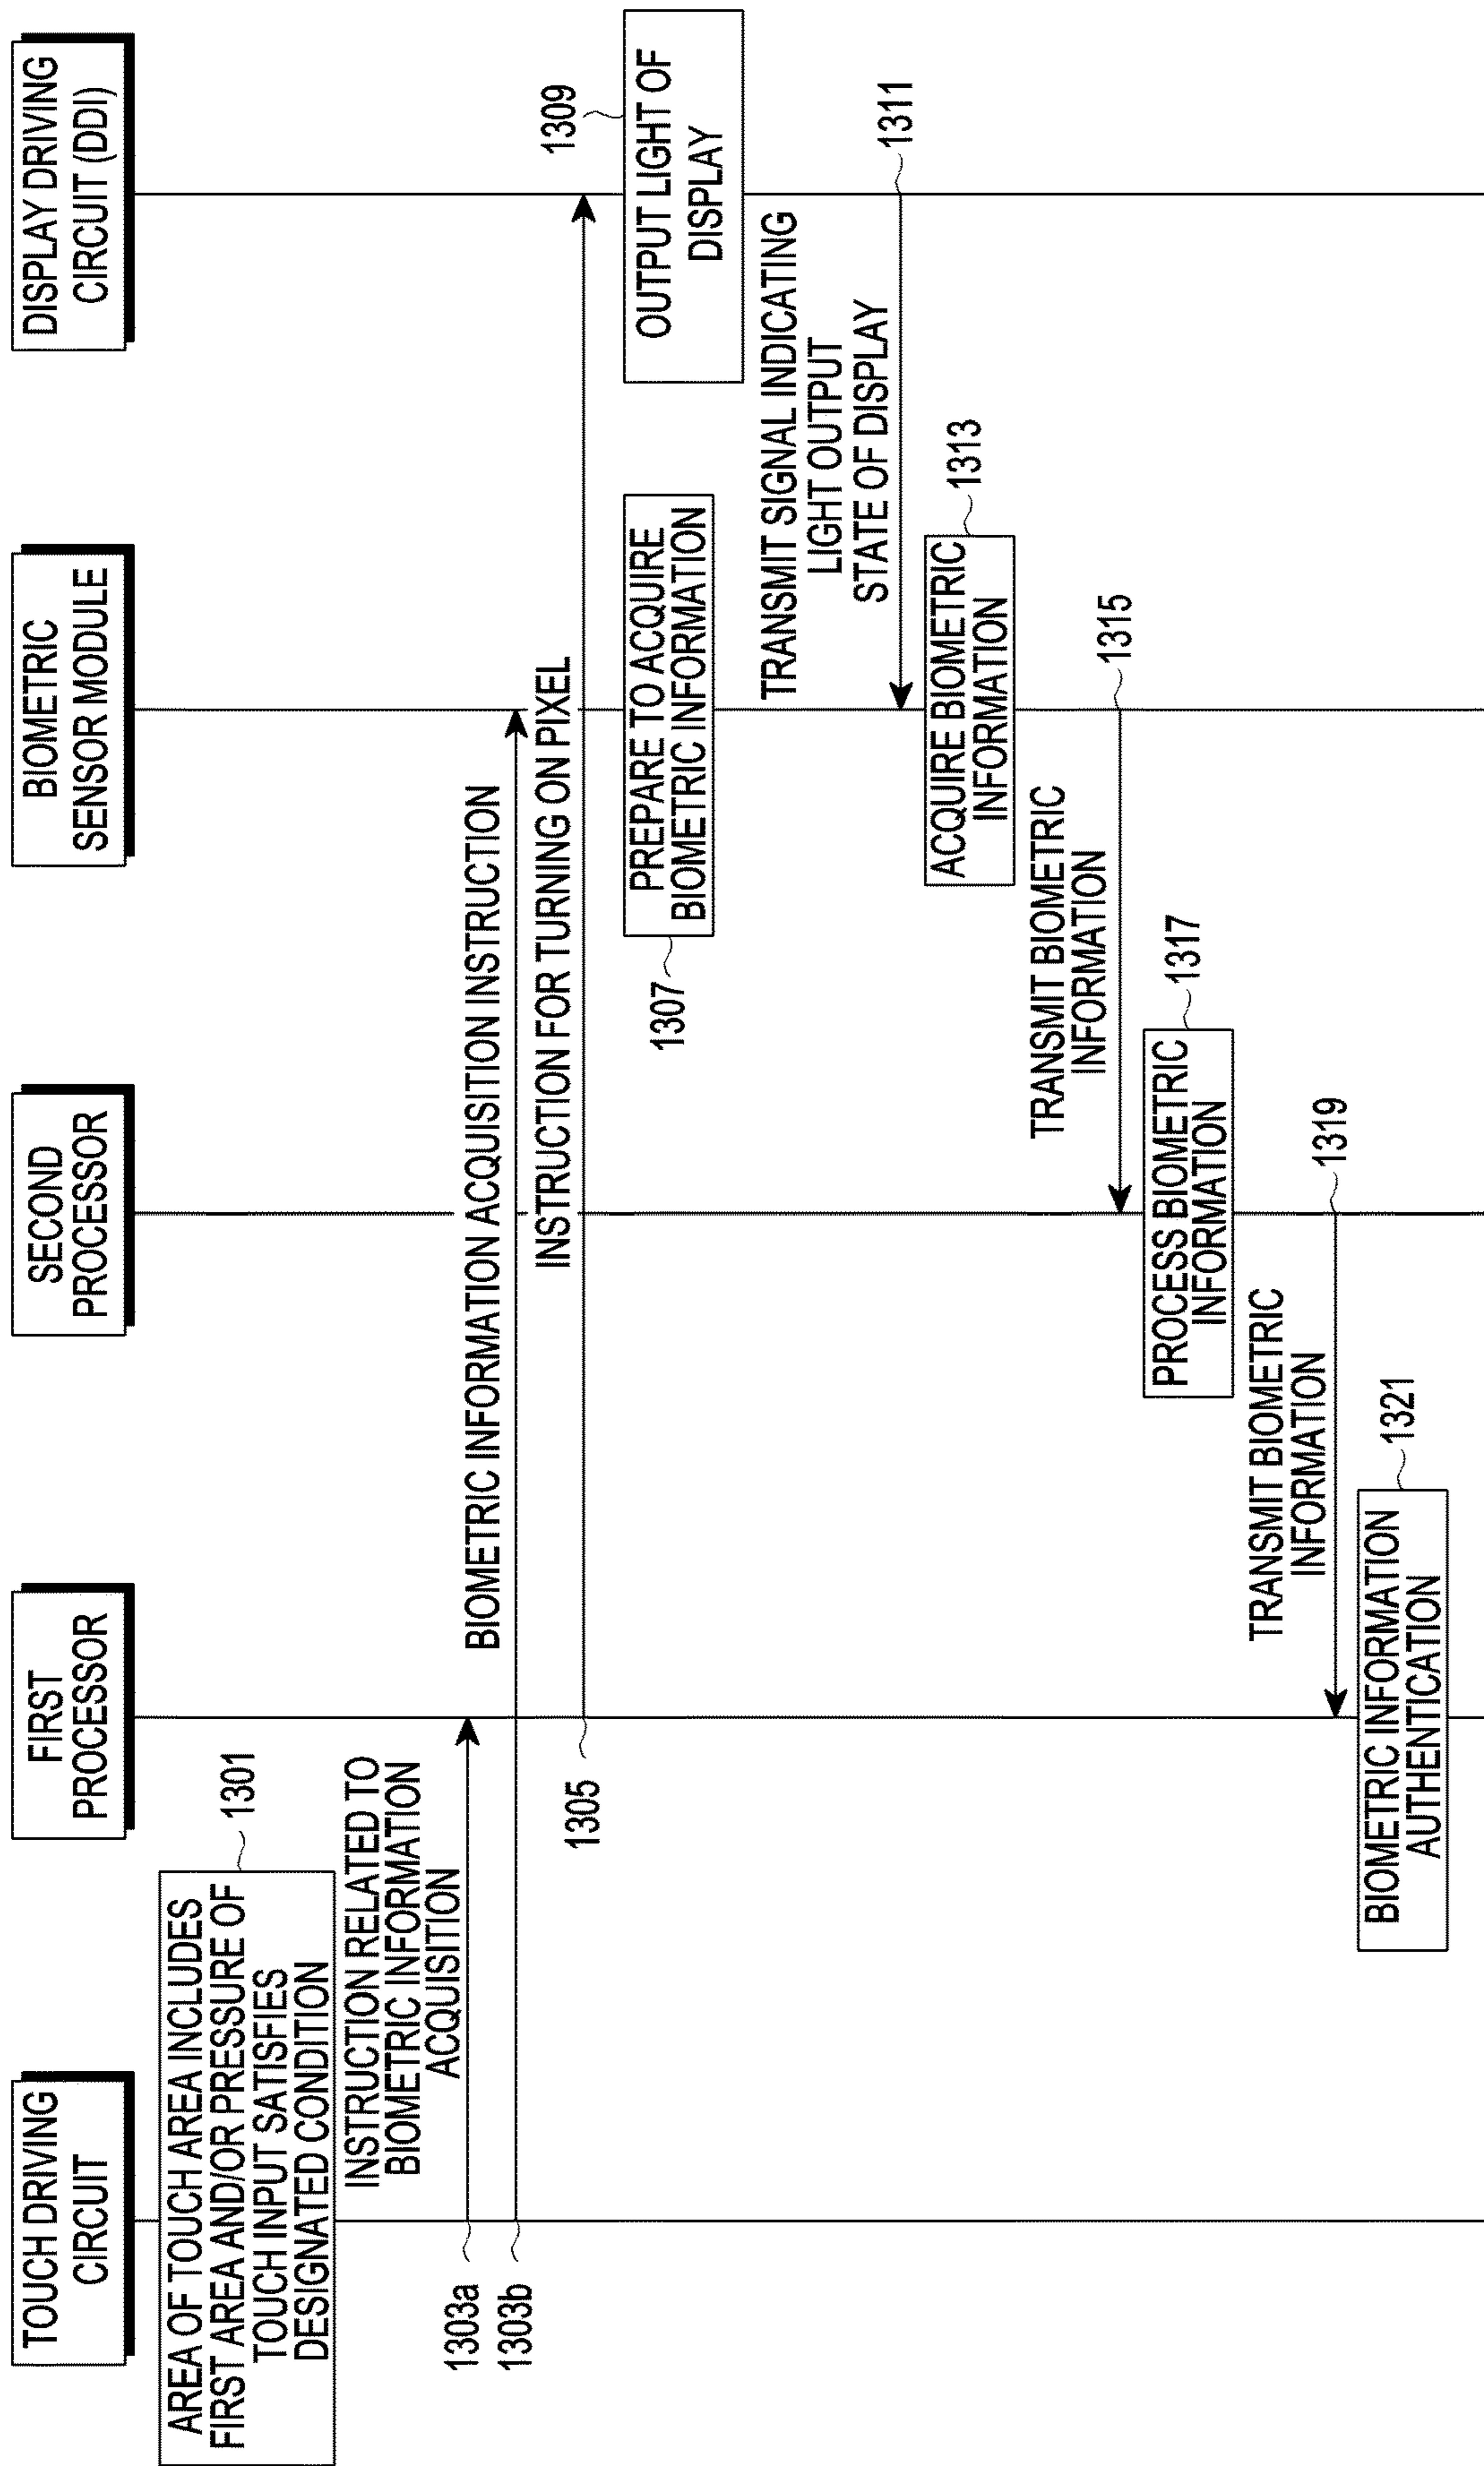 TOUCH DRIVING
CIRCUIT
FIRST
PROCESSOR
SECOND
PROCESSOR
BIOMETRIC
SENSOR MODULE
DISPLAY DRIVING
CIRCUIT (DDI)
AREA OF TOUCH AREA INCLUDES
FIRST AREA AND/OR PRESSURE OF
TOUCH INPUT SATISFIES
DESIGNATED CONDITION
1301
INSTRUCTION RELATED TO
BIOMETRIC INFORMATION
ACQUISITION
1303a
BIOMETRIC INFORMATION ACQUISITION INSTRUCTION
1303b
INSTRUCTION FOR TURNING ON PIXEL
1305
PREPARE TO ACQUIRE
BIOMETRIC INFORMATION
1307
OUTPUT LIGHT OF
DISPLAY
1309
TRANSMIT SIGNAL INDICATING
LIGHT OUTPUT
STATE OF DISPLAY
1311
ACQUIRE BIOMETRIC
INFORMATION
1313
TRANSMIT BIOMETRIC
INFORMATION
1315
PROCESS BIOMETRIC
INFORMATION
1317
TRANSMIT BIOMETRIC
INFORMATION
1319
BIOMETRIC INFORMATION
AUTHENTICATION
1321